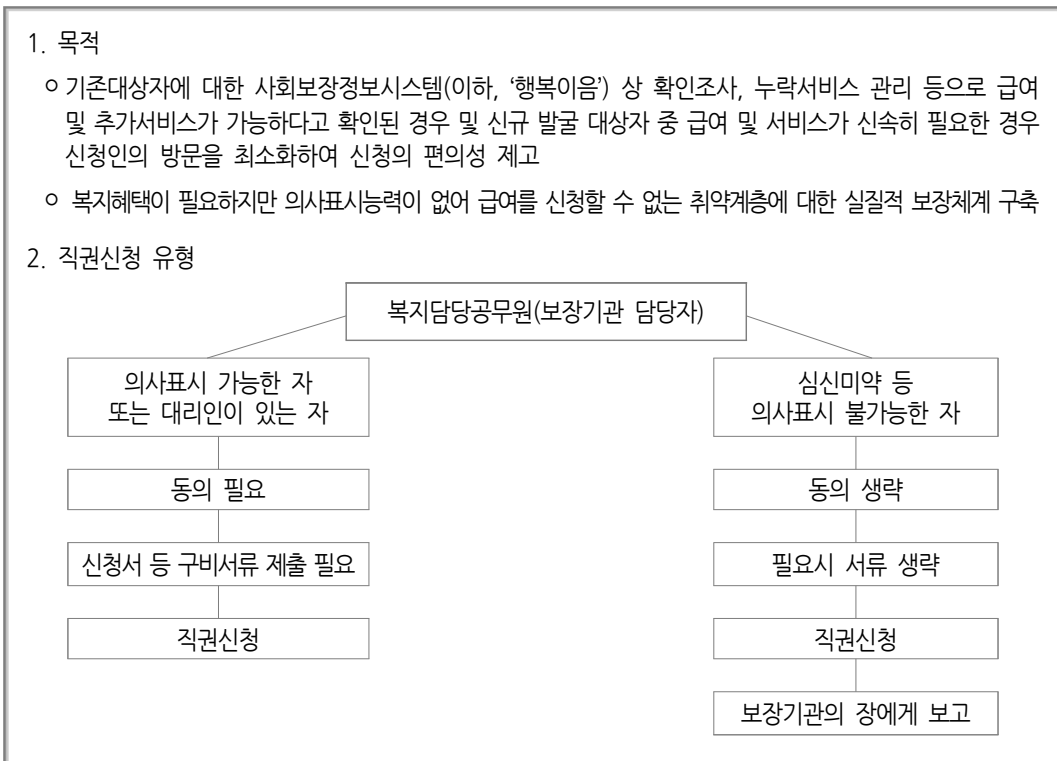 1. 목적
○ 기존대상자에 대한 사회보장정보시스템(이하, ‘행복이음’) 상 확인조사, 누락서비스 관리 등으로 급여
및 추가서비스가 가능하다고 확인된 경우 및 신규 발굴 대상자 중 급여 및 서비스가 신속히 필요한 경우
신청인의 방문을 최소화하여 신청의 편의성 제고
○ 복지혜택이 필요하지만 의사표시능력이 없어 급여를 신청할 수 없는 취약계층에 대한 실질적 보장체계 구축
2. 직권신청 유형
복지담당공무원(보장기관 담당자)
의사표시 가능한 자
또는 대리인이 있는 자
동의 필요
신청서 등 구비서류 제출 필요
직권신청
심신미약 등
의사표시 불가능한 자
동의 생략
필요시 서류 생략
직권신청
보장기관의 장에게 보고